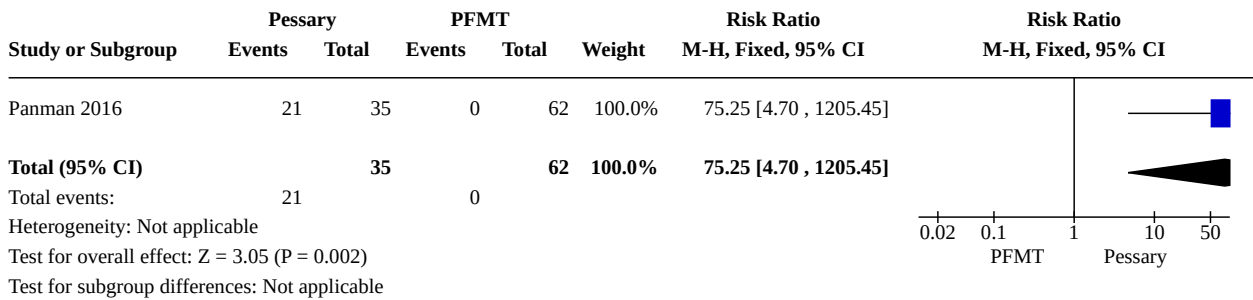 Pessary PFMT Risk Ratio Risk Ratio
Study or Subgroup Events Total Events Total Weight M-H, Fixed, 95% CI M-H, Fixed, 95% CI
Panman 2016 21 35 0 62 100.0% 75.25 [4.70 , 1205.45]
Total (95% CI) 35 62 100.0% 75.25 [4.70 , 1205.45]
Total events: 21 0
Heterogeneity: Not applicable
0.02 0.1 1 10 50
Test for overall effect: Z = 3.05 (P = 0.002)
PFMT Pessary
Test for subgroup differences: Not applicable